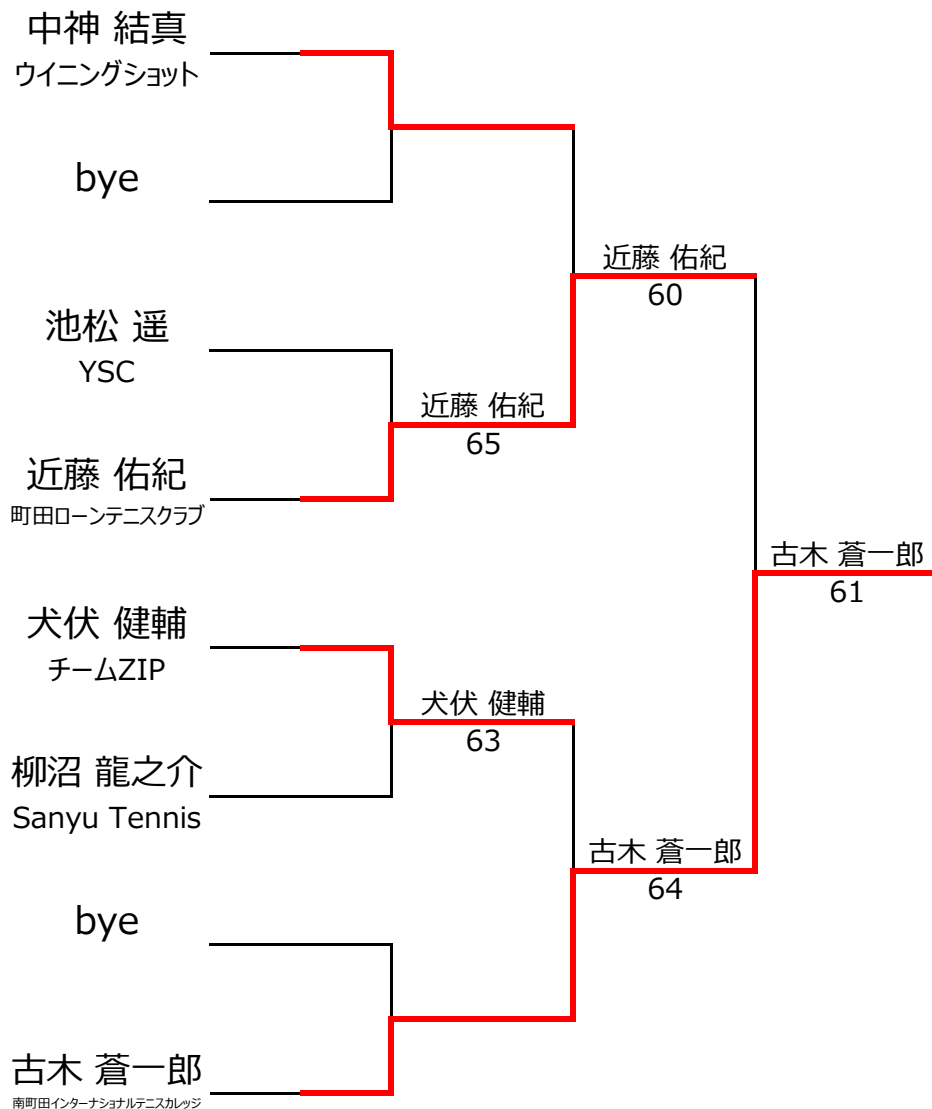 中神 結真
ウイニングショット
bye
近藤 佑紀
60
池松 遥
YSC
近藤 佑紀
65
近藤 佑紀
町田ローンテニスクラブ
古木 蒼一郎
61
犬伏 健輔
チームZIP
犬伏 健輔
63
柳沼 龍之介
Sanyu Tennis
古木 蒼一郎
64
bye
古木 蒼一郎
南町田インターナショナルテニスカレッジ